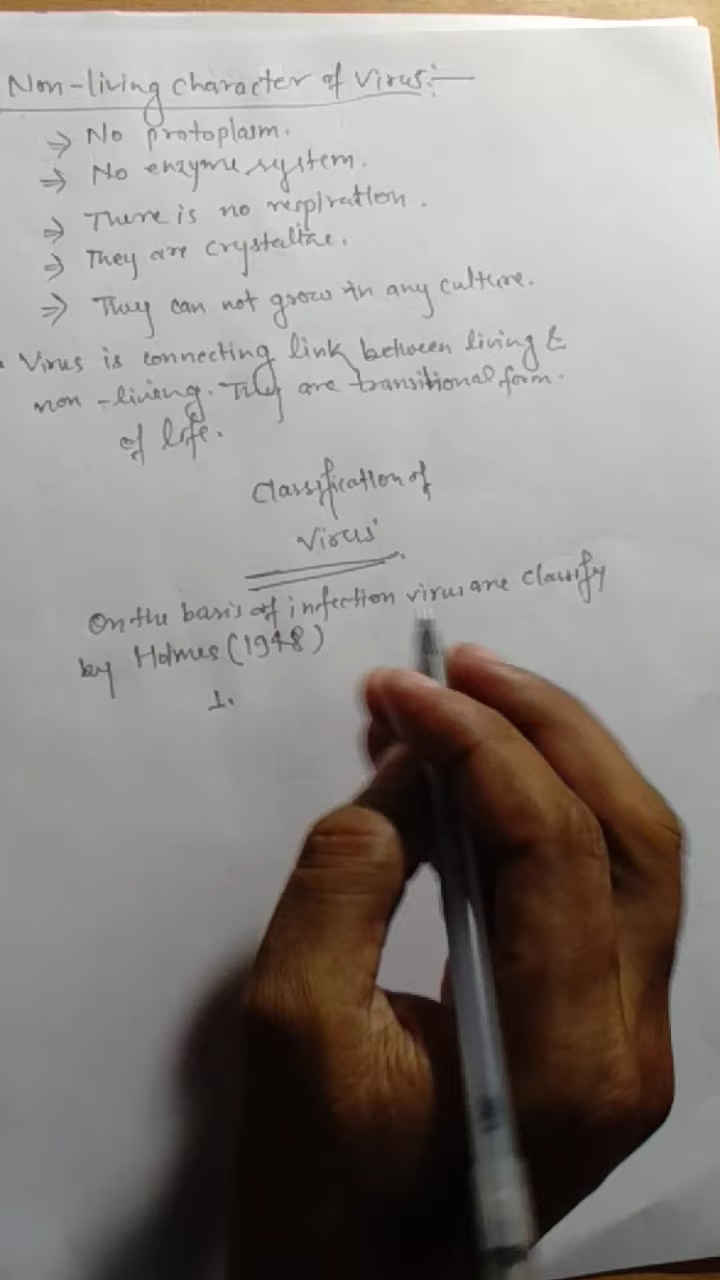 Non-living character of Virus:-
⇒ No protoplasm.
⇒ No enzyme system.
⇒ There is no respiration.
⇒ They are crystalize.
⇒ They can not grow in any culture.
Virus is connecting link between living &
non-living. They are transitional form.
of life.
Classification of
Virus
On the basis of infection virus are classify
by Holmes (1948)
1.